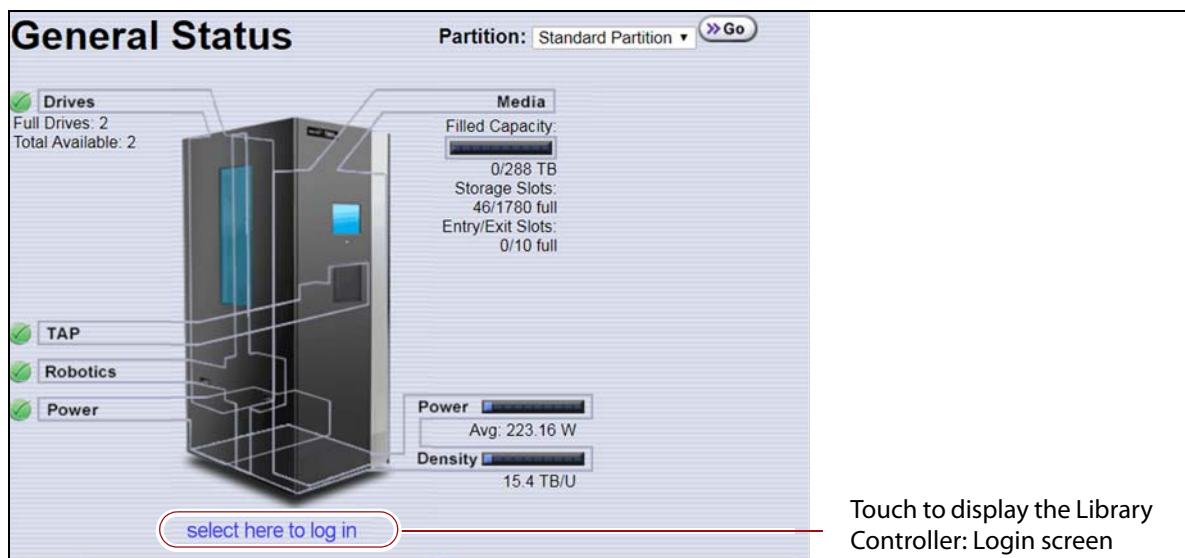 General Status
Partition: Standard Partition
Go
Drives
Full Drives: 2
Total Available: 2
Media
Filled Capacity:
0/288 TB
Storage Slots:
46/1780 full
Entry/Exit Slots:
0/10 full
TAP
Robotics
Power
Power
Avg: 223.16 W
Density
15.4 TB/U
select here to log in
Touch to display the Library
Controller: Login screen